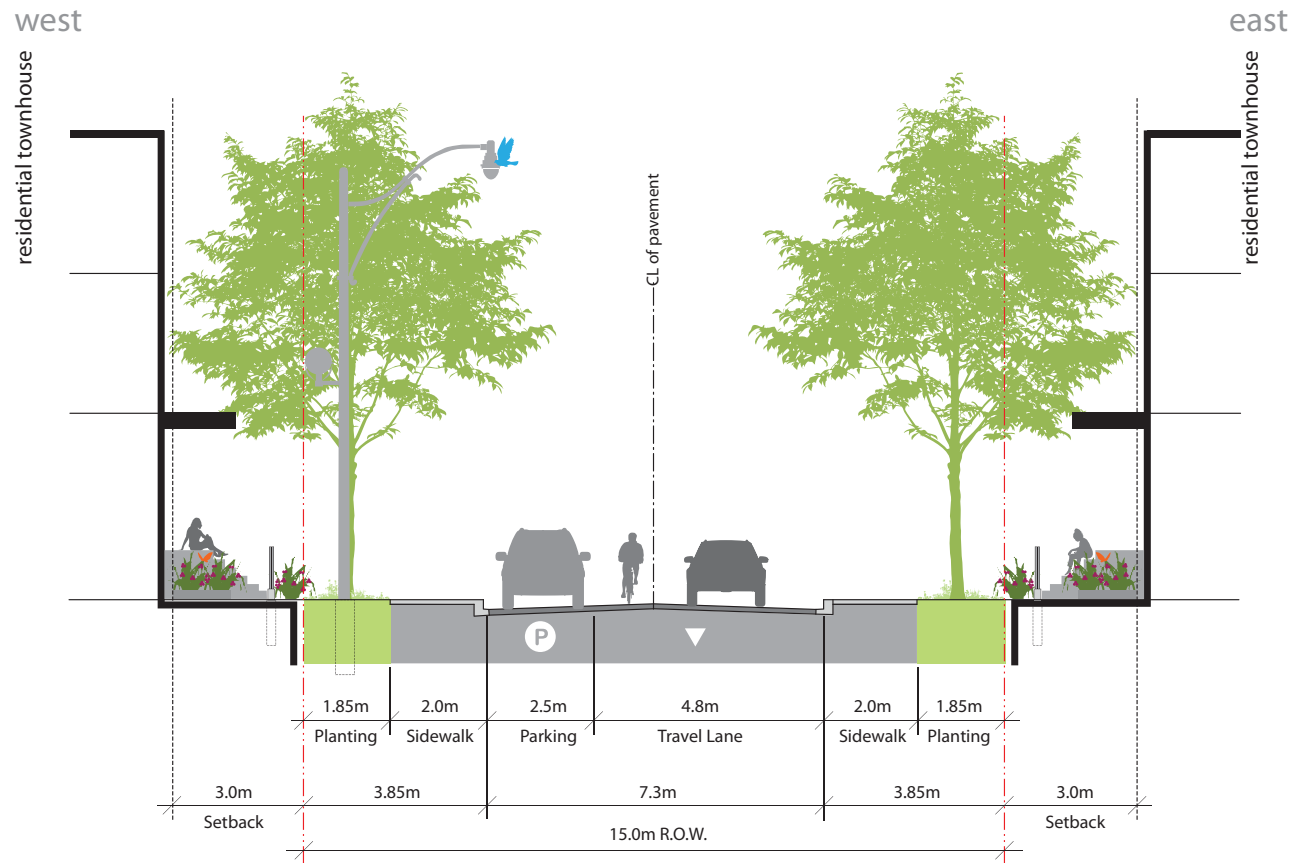 west
east
residential townhouse
residential townhouse
CL of pavement
P
1.85m
2.0m
2.5m
4.8m
2.0m
1.85m
Planting
Sidewalk
Parking
Travel Lane
Sidewalk
Planting
3.0m
3.85m
7.3m
3.85m
3.0m
Setback
Setback
15.0m R.O.W.